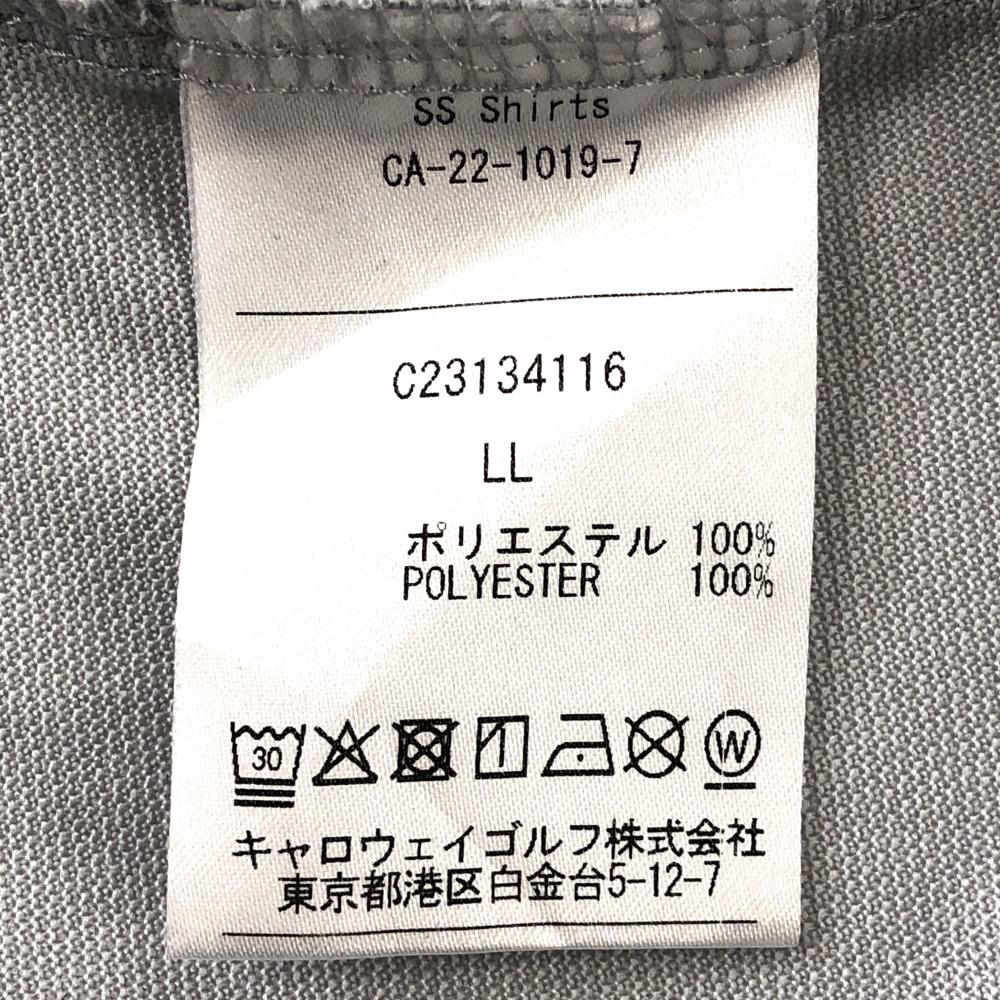 SS Shirts
CA-22-1019-7
C23134116
LL
ポリエステル 100%
POLYESTER 100%
30
W
キャロウェイゴルフ株式会社
東京都港区白金台5-12-7